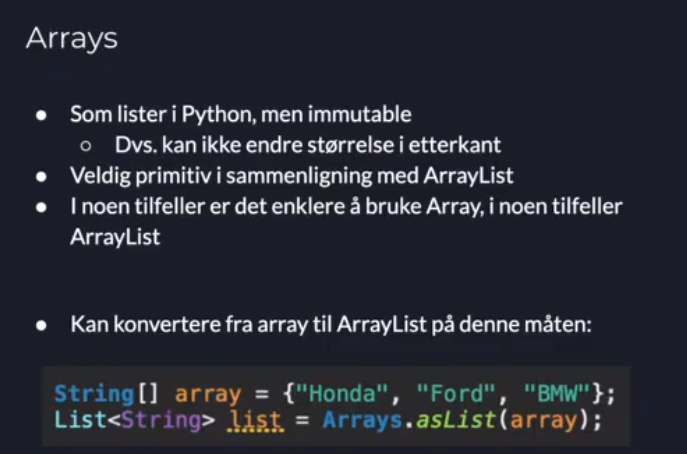 Arrays
● Som lister i Python, men immutable
○ Dvs. kan ikke endre størrelse i etterkant
● Veldig primitiv i sammenligning med ArrayList
● I noen tilfeller er det enklere å bruke Array, i noen tilfeller
ArrayList
● Kan konvertere fra array til ArrayList på denne måten:
String[] array = {"Honda", "Ford", "BMW"};
List<String> list = Arrays.asList(array);